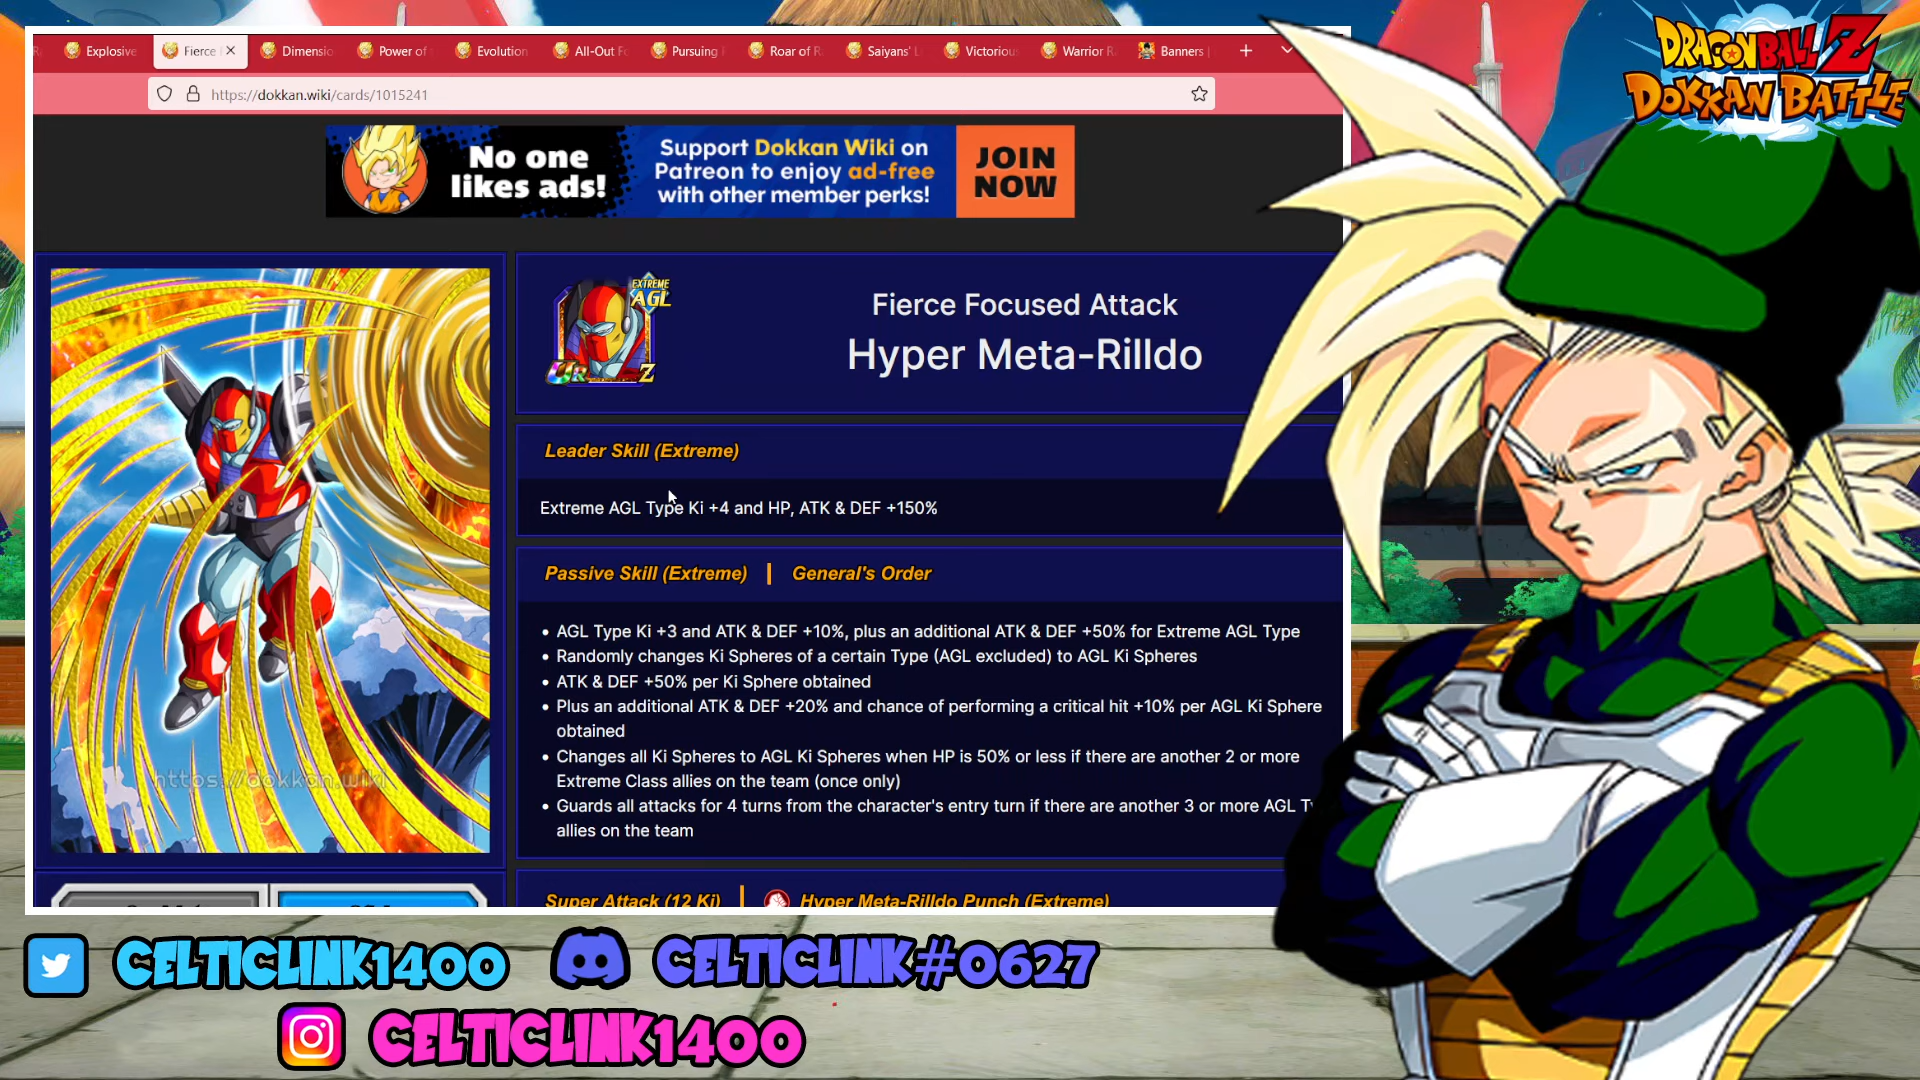 Explosive
Fierce
Dimensio
Power of
Evolution
All-Out F
Pursuing
Roar of R
Saiyans' L
Victorious
Warrior R
Banners |
https://dokkan.wiki/cards/1015241
No one
likes ads!
Support Dokkan Wiki on
Patreon to enjoy ad-free
with other member perks!
JOIN
NOW
DRAGON BALL Z
DOKKAN BATTLE
EXTREME
AGL
UR
Z
Fierce Focused Attack
Hyper Meta-Rilldo
Leader Skill (Extreme)
Extreme AGL Type Ki +4 and HP, ATK & DEF +150%
Passive Skill (Extreme) | General's Order
• AGL Type Ki +3 and ATK & DEF +10%, plus an additional ATK & DEF +50% for Extreme AGL Type
• Randomly changes Ki Spheres of a certain Type (AGL excluded) to AGL Ki Spheres
• ATK & DEF +50% per Ki Sphere obtained
• Plus an additional ATK & DEF +20% and chance of performing a critical hit +10% per AGL Ki Sphere
obtained
• Changes all Ki Spheres to AGL Ki Spheres when HP is 50% or less if there are another 2 or more
Extreme Class allies on the team (once only)
• Guards all attacks for 4 turns from the character's entry turn if there are another 3 or more AGL T
allies on the team
https://dokkan.wiki
Super Attack (12 Ki) | Hyper Meta-Rilldo Punch (Extreme)
CELTICLINK1400
CELTICLINK#0627
CELTICLINK1400